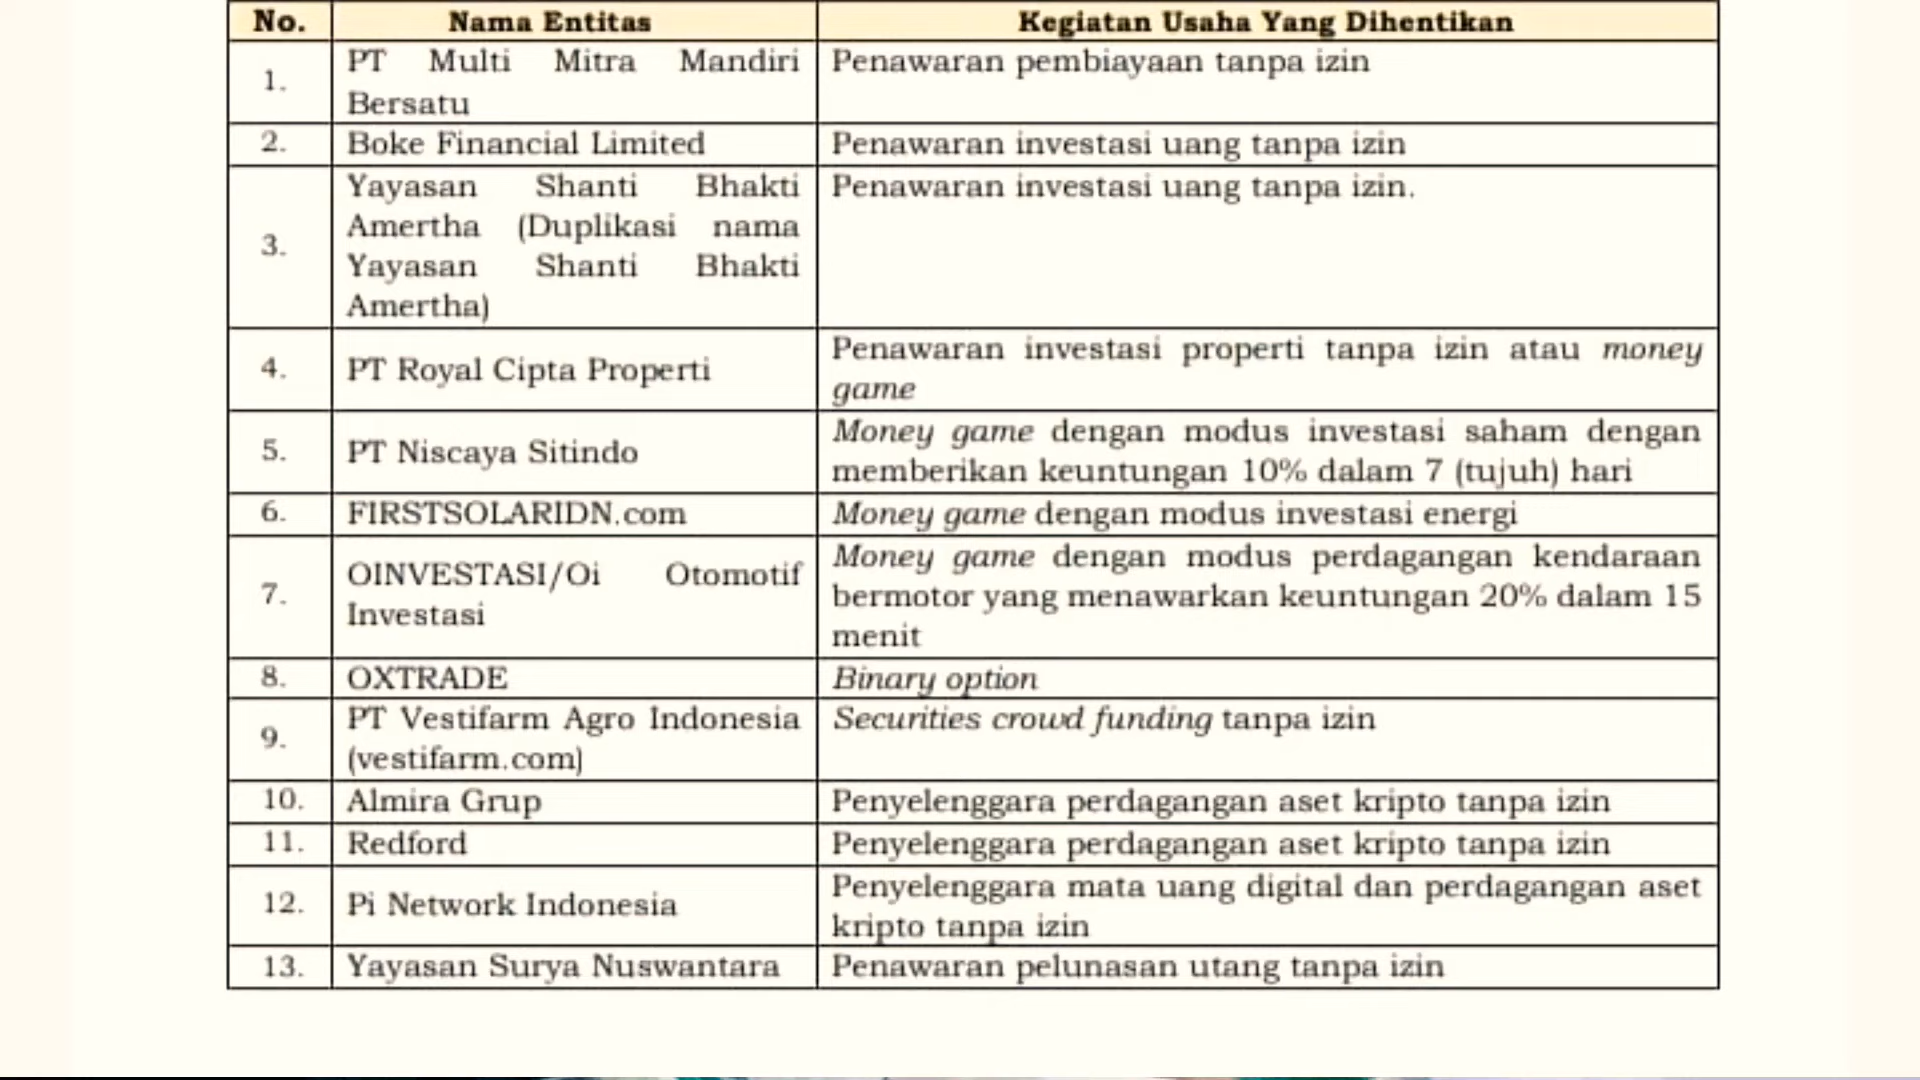 No. Nama Entitas Kegiatan Usaha Yang Dihentikan
1. PT Multi Mitra Mandiri Bersatu Penawaran pembiayaan tanpa izin
2. Boke Financial Limited Penawaran investasi uang tanpa izin
3. Yayasan Shanti Bhakti Amertha (Duplikasi nama Yayasan Shanti Bhakti Amertha) Penawaran investasi uang tanpa izin.
4. PT Royal Cipta Properti Penawaran investasi properti tanpa izin atau money game
5. PT Niscaya Sitindo Money game dengan modus investasi saham dengan memberikan keuntungan 10% dalam 7 (tujuh) hari
6. FIRSTSOLARIDN.com Money game dengan modus investasi energi
7. OINVESTASI/Oi Otomotif Investasi Money game dengan modus perdagangan kendaraan bermotor yang menawarkan keuntungan 20% dalam 15 menit
8. OXTRADE Binary option
9. PT Vestifarm Agro Indonesia (vestifarm.com) Securities crowd funding tanpa izin
10. Almira Grup Penyelenggara perdagangan aset kripto tanpa izin
11. Redford Penyelenggara perdagangan aset kripto tanpa izin
12. Pi Network Indonesia Penyelenggara mata uang digital dan perdagangan aset kripto tanpa izin
13. Yayasan Surya Nuswantara Penawaran pelunasan utang tanpa izin